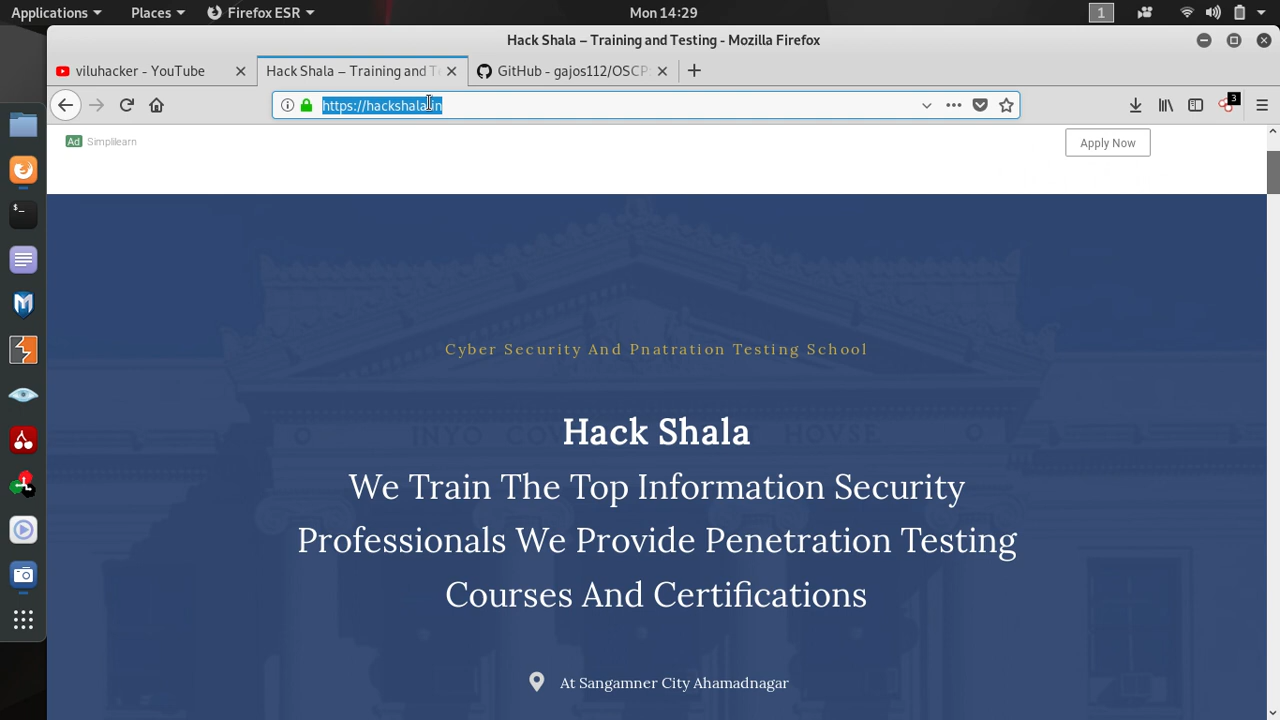 Applications
Places
Firefox ESR
Mon 14:29
1
Hack Shala – Training and Testing - Mozilla Firefox
viluhacker - YouTube
Hack Shala – Training and Te
GitHub - gajos112/OSCP:
https://hackshala.in
3
Ad Simplilearn
Apply Now
Cyber Security And Pnatration Testing School
Hack Shala
We Train The Top Information Security
Professionals We Provide Penetration Testing
Courses And Certifications
At Sangamner City Ahamadnagar